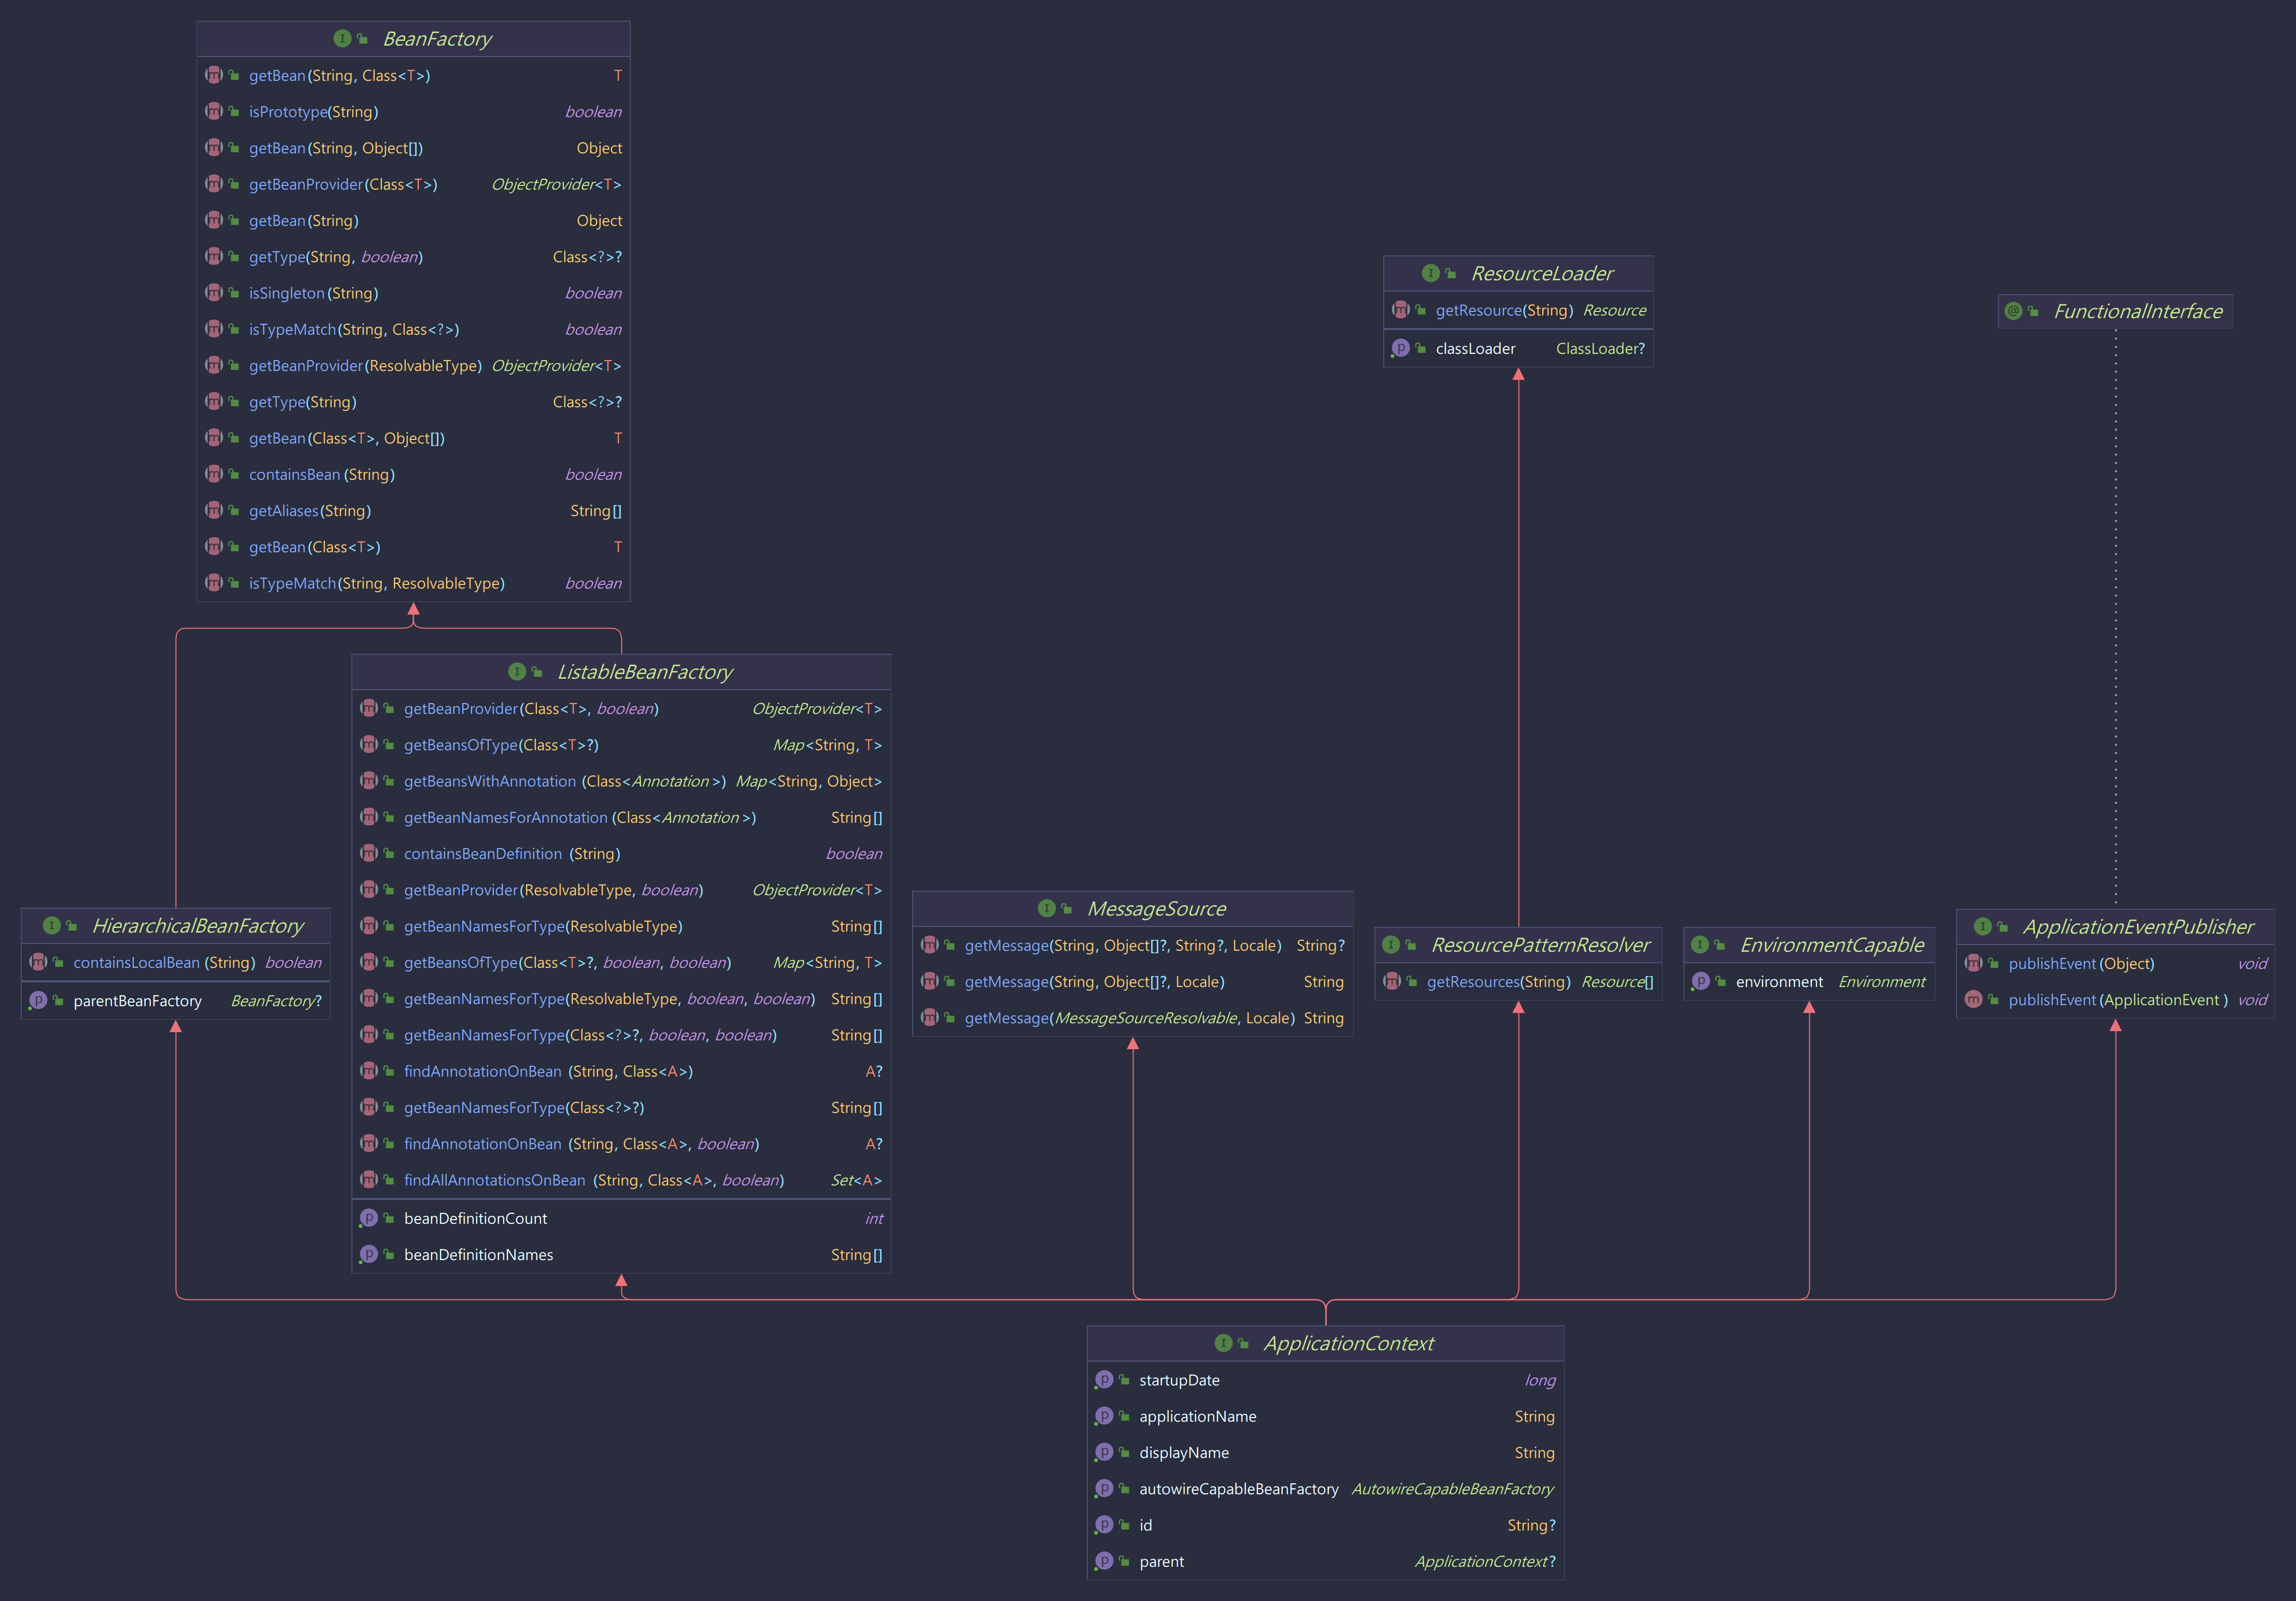 BeanFactory
getBean(String, Class<T>) T
isPrototype(String) boolean
getBean(String, Object[]) Object
getBeanProvider(Class<T>) ObjectProvider<T>
getBean(String) Object
getType(String, boolean) Class<?>?
isSingleton(String) boolean
isTypeMatch(String, Class<?>) boolean
getBeanProvider(ResolvableType) ObjectProvider<T>
getType(String) Class<?>?
getBean(Class<T>, Object[]) T
containsBean(String) boolean
getAliases(String) String[]
getBean(Class<T>) T
isTypeMatch(String, ResolvableType) boolean
ResourceLoader
getResource(String) Resource
classLoader ClassLoader?
FunctionalInterface
ListableBeanFactory
getBeanProvider(Class<T>, boolean) ObjectProvider<T>
getBeansOfType(Class<T>?) Map<String, T>
getBeansWithAnnotation(Class<Annotation>) Map<String, Object>
getBeanNamesForAnnotation(Class<Annotation>) String[]
containsBeanDefinition(String) boolean
getBeanProvider(ResolvableType, boolean) ObjectProvider<T>
getBeanNamesForType(ResolvableType) String[]
getBeansOfType(Class<T>?, boolean, boolean) Map<String, T>
getBeanNamesForType(ResolvableType, boolean, boolean) String[]
getBeanNamesForType(Class<?>?, boolean, boolean) String[]
findAnnotationOnBean(String, Class<A>) A?
getBeanNamesForType(Class<?>?) String[]
findAnnotationOnBean(String, Class<A>, boolean) A?
findAllAnnotationsOnBean(String, Class<A>, boolean) Set<A>
beanDefinitionCount int
beanDefinitionNames String[]
HierarchicalBeanFactory
containsLocalBean(String) boolean
parentBeanFactory BeanFactory?
MessageSource
getMessage(String, Object[]?, String?, Locale) String?
getMessage(String, Object[]?, Locale) String
getMessage(MessageSourceResolvable, Locale) String
ResourcePatternResolver
getResources(String) Resource[]
EnvironmentCapable
environment Environment
ApplicationEventPublisher
publishEvent(Object) void
publishEvent(ApplicationEvent) void
ApplicationContext
startupDate long
applicationName String
displayName String
autowireCapableBeanFactory AutowireCapableBeanFactory
id String?
parent ApplicationContext?